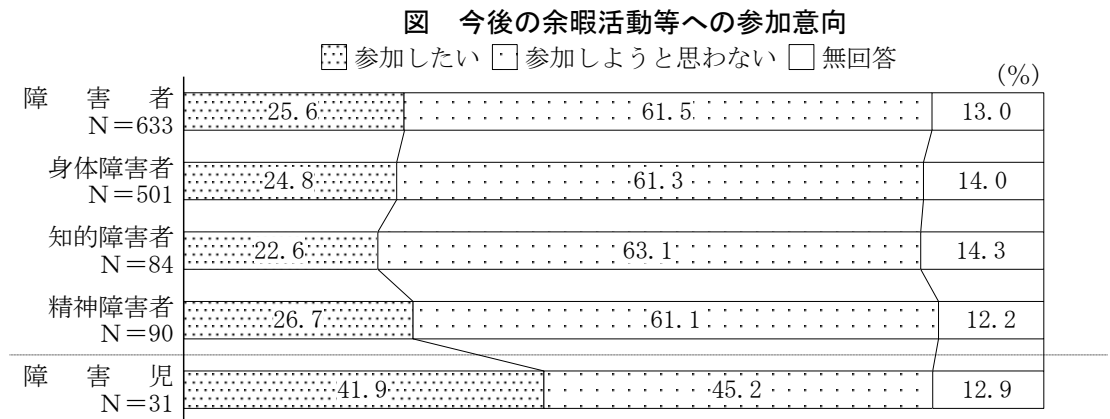 図　今後の余暇活動等への参加意向
参加したい 参加しようと思わない 無回答
(%)
障　害　者
N＝633
25.6 61.5 13.0
身体障害者
N＝501
24.8 61.3 14.0
知的障害者
N＝84
22.6 63.1 14.3
精神障害者
N＝90
26.7 61.1 12.2
障　害　児
N＝31
41.9 45.2 12.9